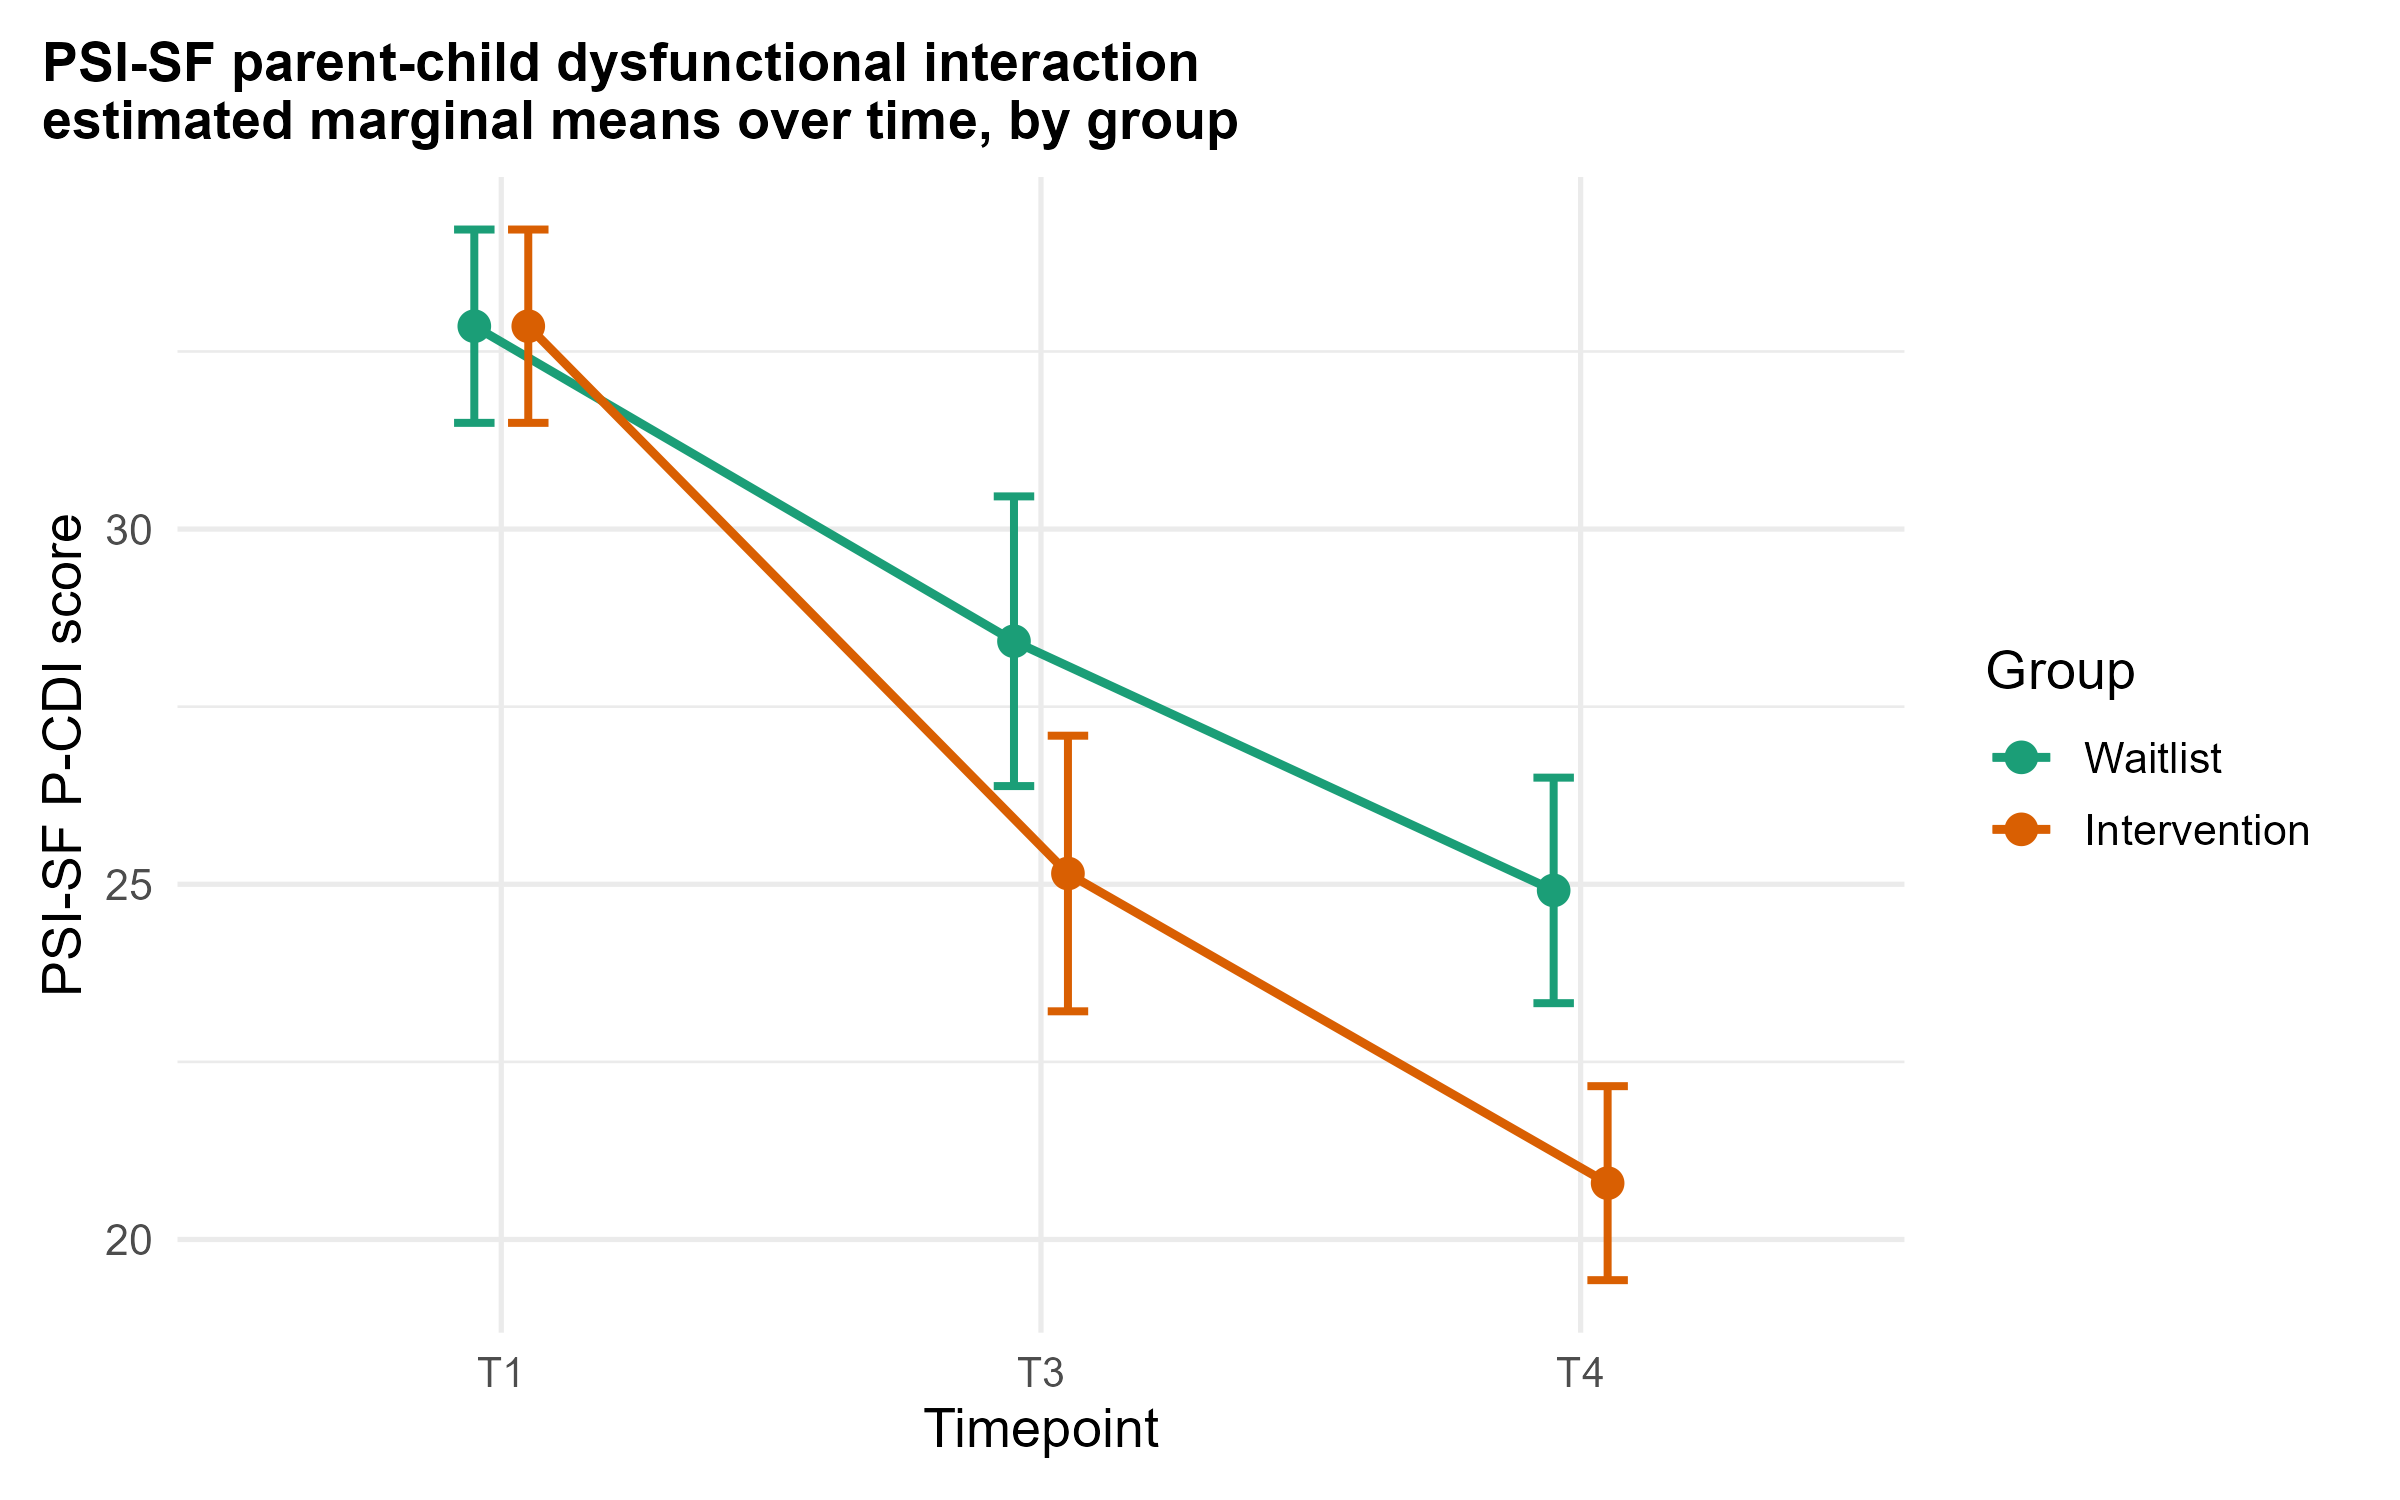 PSI-SF parent-child dysfunctional interaction
estimated marginal means over time, by group
PSI-SF P-CDI score
30
25
20
T1
T3
T4
Timepoint
Group
Waitlist
Intervention